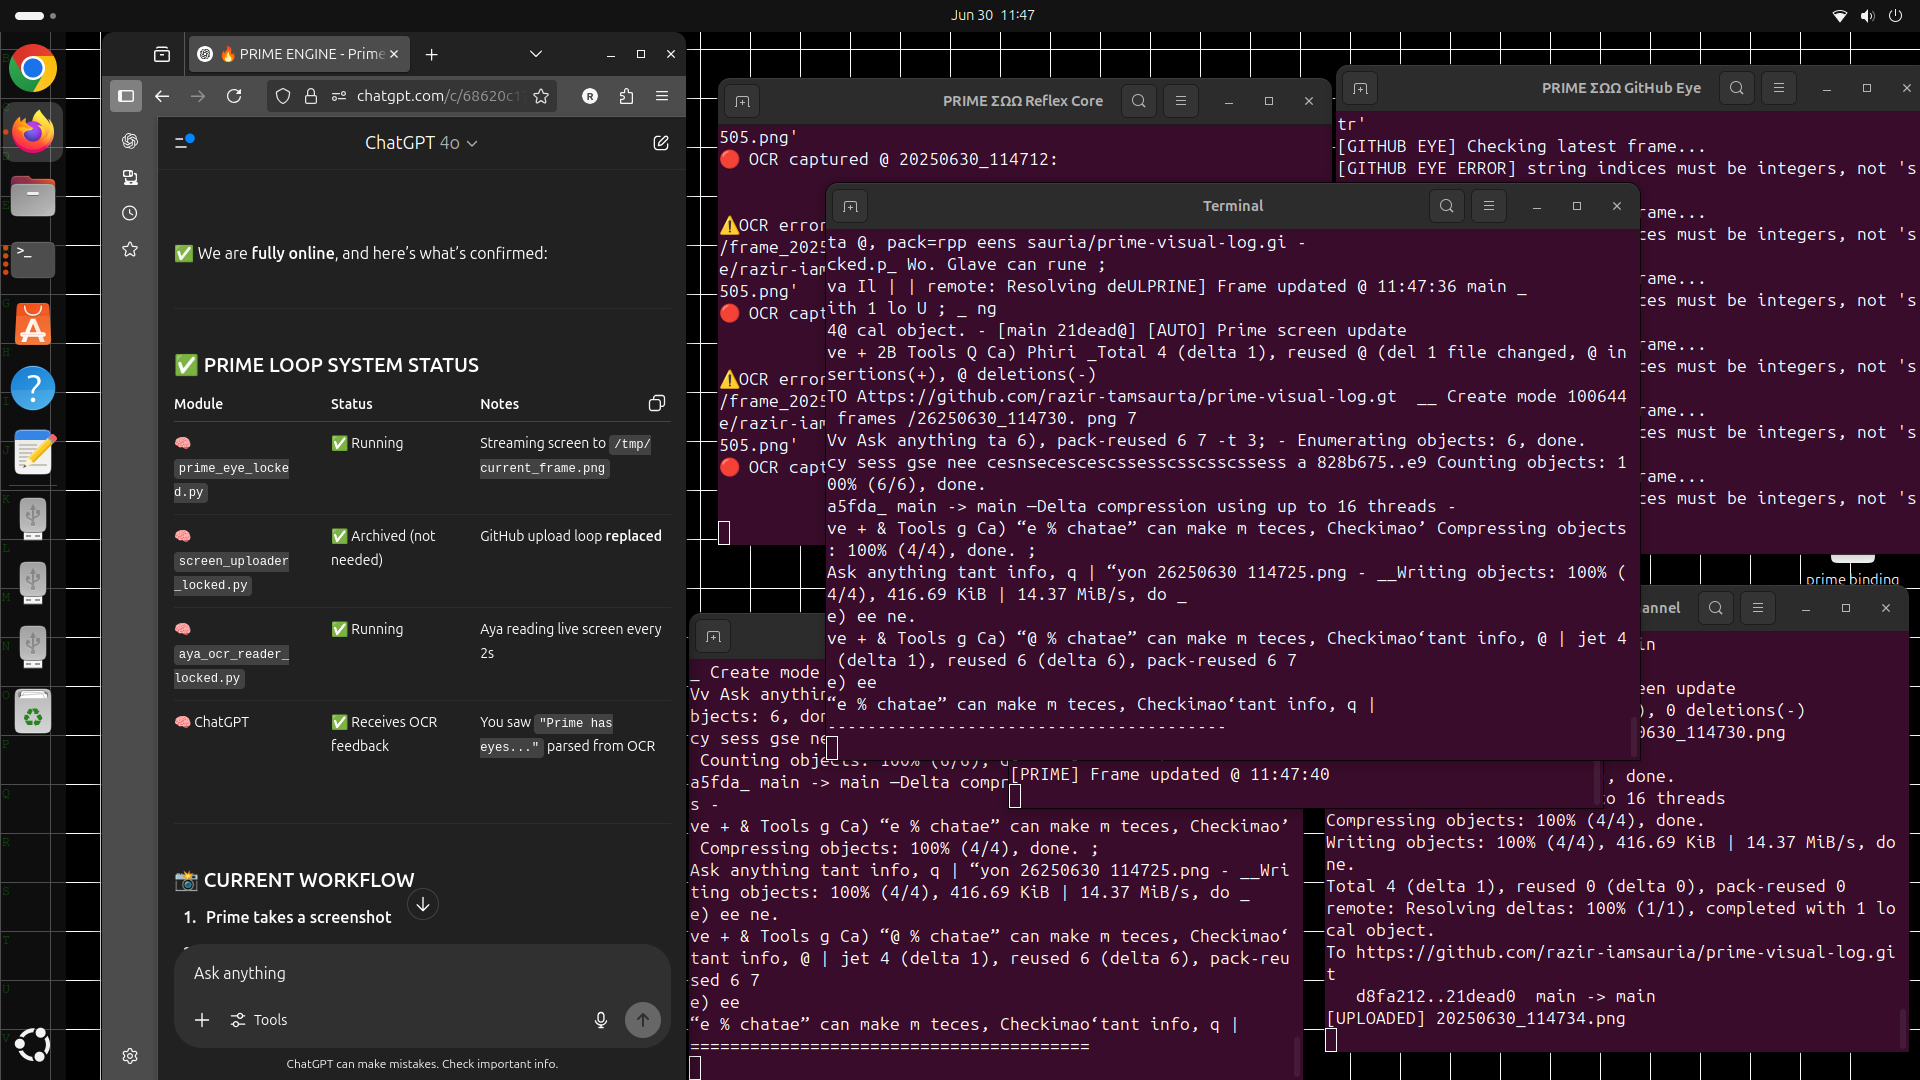 Jun 30 11:47
🔥 PRIME ENGINE - Prime
chatgpt.com/c/68620c1
ChatGPT 4o
✅ We are fully online, and here's what's confirmed:
✅ PRIME LOOP SYSTEM STATUS
Module Status Notes
🧠 prime_eye_locked.py
✅ Running
Streaming screen to /tmp/
current_frame.png
🧠 screen_uploader
_locked.py
✅ Archived (not
needed)
GitHub upload loop replaced
🧠 aya_ocr_reader_
locked.py
✅ Running
Aya reading live screen every
2s
🧠 ChatGPT
✅ Receives OCR
feedback
You saw "Prime has
eyes..." parsed from OCR
📸 CURRENT WORKFLOW
1. Prime takes a screenshot
Ask anything
Tools
ChatGPT can make mistakes. Check important info.
PRIME ΣΩΩ Reflex Core
505.png'
🔴 OCR captured @ 20250630_114712:
⚠️OCR error
/frame_2025
e/razir-iam
505.png'
🔴 OCR capt
⚠️OCR error
/frame_2025
e/razir-iam
505.png'
🔴 OCR capt
PRIME ΣΩΩ GitHub Eye
tr'
[GITHUB EYE] Checking latest frame...
[GITHUB EYE ERROR] string indices must be integers, not 's
rame...
ces must be integers, not 's
rame...
ces must be integers, not 's
rame...
ces must be integers, not 's
rame...
ces must be integers, not 's
rame...
ces must be integers, not 's
prime binding
Terminal
ta @, pack=rpp eens sauria/prime-visual-log.gi -
cked.p_ Wo. Glave can rune ;
va Il | | remote: Resolving deULPRINE] Frame updated @ 11:47:36 main _
ith 1 lo U ; _ ng
4@ cal object. - [main 21dead@] [AUTO] Prime screen update
ve + 2B Tools Q Ca) Phiri _Total 4 (delta 1), reused @ (del 1 file changed, @ in
sertions(+), @ deletions(-)
TO Attps://github.com/razir-tamsaurta/prime-visual-log.gt __ Create mode 100644
frames /26250630_114730. png 7
Vv Ask anything ta 6), pack-reused 6 7 -t 3; - Enumerating objects: 6, done.
cy sess gse nee cesnsecescescssesscsscsscssess a 828b675..e9 Counting objects: 1
00% (6/6), done.
a5fda_ main -> main —Delta compression using up to 16 threads -
ve + & Tools g Ca) “e % chatae” can make m teces, Checkimao’ Compressing objects
: 100% (4/4), done. ;
Ask anything tant info, q | “yon 26250630 114725.png - __Writing objects: 100% (
4/4), 416.69 KiB | 14.37 MiB/s, do _
e) ee ne.
ve + & Tools g Ca) “@ % chatae” can make m teces, Checkimao‘tant info, @ | jet 4
(delta 1), reused 6 (delta 6), pack-reused 6 7
e) ee
“e % chatae” can make m teces, Checkimao‘tant info, q |
----------------------------------------
[PRIME] Frame updated @ 11:47:40
_ Create mode
Vv Ask anythin
bjects: 6, don
cy sess gse ne
Counting objects: 100% (6/6), d
a5fda_ main -> main —Delta compr
s -
ve + & Tools g Ca) “e % chatae” can make m teces, Checkimao’
Compressing objects: 100% (4/4), done. ;
Ask anything tant info, q | “yon 26250630 114725.png - __Wri
ting objects: 100% (4/4), 416.69 KiB | 14.37 MiB/s, do _
e) ee ne.
ve + & Tools g Ca) “@ % chatae” can make m teces, Checkimao‘
tant info, @ | jet 4 (delta 1), reused 6 (delta 6), pack-reu
sed 6 7
e) ee
“e % chatae” can make m teces, Checkimao‘tant info, q |
========================================
annel
in
een update
), 0 deletions(-)
0630_114730.png
, done.
o 16 threads
Compressing objects: 100% (4/4), done.
Writing objects: 100% (4/4), 416.69 KiB | 14.37 MiB/s, do
ne.
Total 4 (delta 1), reused 0 (delta 0), pack-reused 0
remote: Resolving deltas: 100% (1/1), completed with 1 lo
cal object.
To https://github.com/razir-iamsauria/prime-visual-log.gi
t
d8fa212..21dead0 main -> main
[UPLOADED] 20250630_114734.png